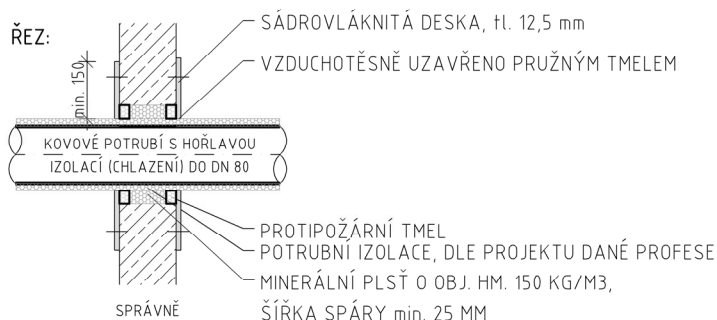 ŘEZ:
SÁDROVLÁKNITÁ DESKA, tl. 12,5 mm
VZDUCHOTĚSNĚ UZAVŘENO PRUŽNÝM TMELEM
min. 150
KOVOVÉ POTRUBÍ S HOŘLAVOU
IZOLACÍ (CHLAZENÍ) DO DN 80
PROTIPOŽÁRNÍ TMEL
POTRUBNÍ IZOLACE, DLE PROJEKTU DANÉ PROFESE
MINERÁLNÍ PLSŤ O OBJ. HM. 150 KG/M3,
ŠÍŘKA SPÁRY min. 25 MM
SPRÁVNĚ